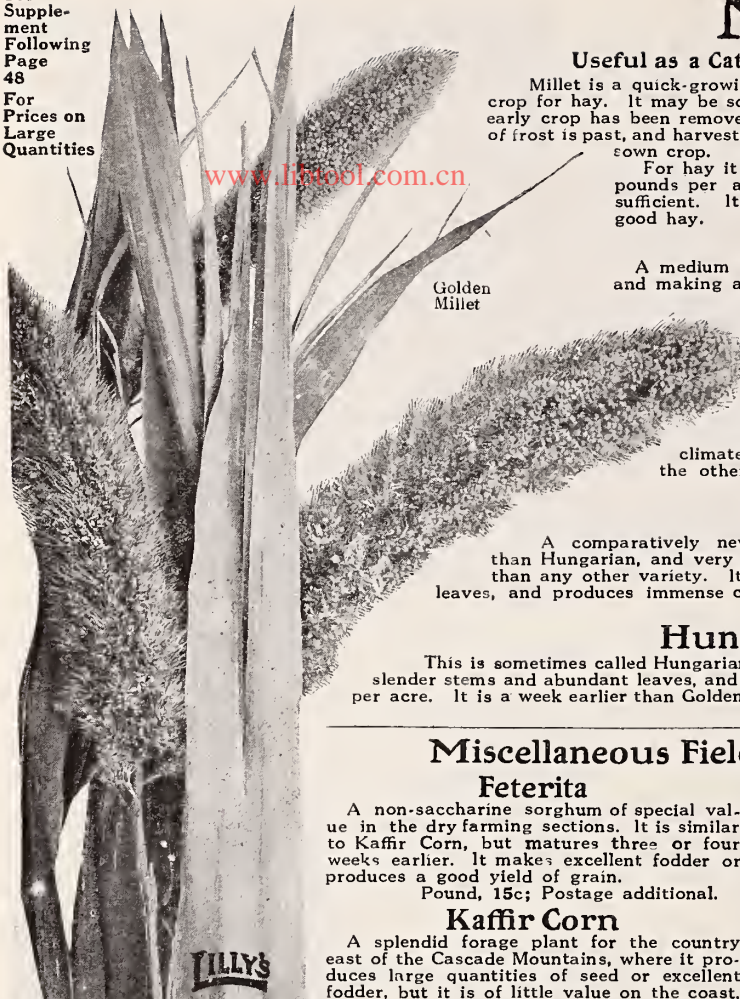 Supple-
ment
Following
Page
48
For
Prices on
Large
Quantities
www.libtool.com.cn
Useful as a Cat
Millet is a quick-growi
crop for hay. It may be so
early crop has been remove
of frost is past, and harvest
sown crop.
For hay it
pounds per a
sufficient. It
good hay.
Golden
Millet
A medium
and making a
climate
the othe
A comparatively ne
than Hungarian, and very
than any other variety. It
leaves, and produces immense c
Hun
This is sometimes called Hungarian
slender stems and abundant leaves, and
per acre. It is a week earlier than Golden
Miscellaneous Fiel
Feterita
A non-saccharine sorghum of special val-
ue in the dry farming sections. It is similar
to Kaffir Corn, but matures three or four
weeks earlier. It makes excellent fodder or
produces a good yield of grain.
Pound, 15c; Postage additional.
Kaffir Corn
A splendid forage plant for the country
east of the Cascade Mountains, where it pro-
duces large quantities of seed or excellent
fodder, but it is of little value on the coast.
LILLY'S